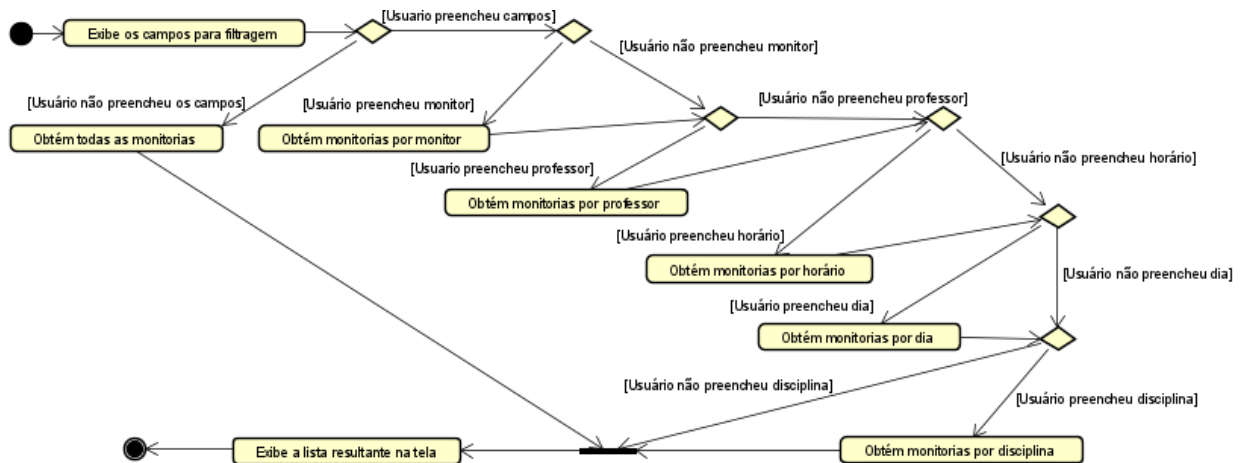 [Usuario preencheu campos]
Exibe os campos para filtragem
[Usuário não preencheu monitor]
[Usuário não preencheu os campos]
[Usuário preencheu monitor]
[Usuário não preencheu professor]
Obtém todas as monitorias
Obtém monitorias por monitor
[Usuário não preencheu horário]
[Usuario preencheu professor]
Obtém monitorias por professor
[Usuário preencheu horário]
Obtém monitorias por horário
[Usuário não preencheu dia]
[Usuário preencheu dia]
Obtém monitorias por dia
[Usuário não preencheu disciplina]
[Usuário preencheu disciplina]
Exibe a lista resultante na tela
Obtém monitorias por disciplina